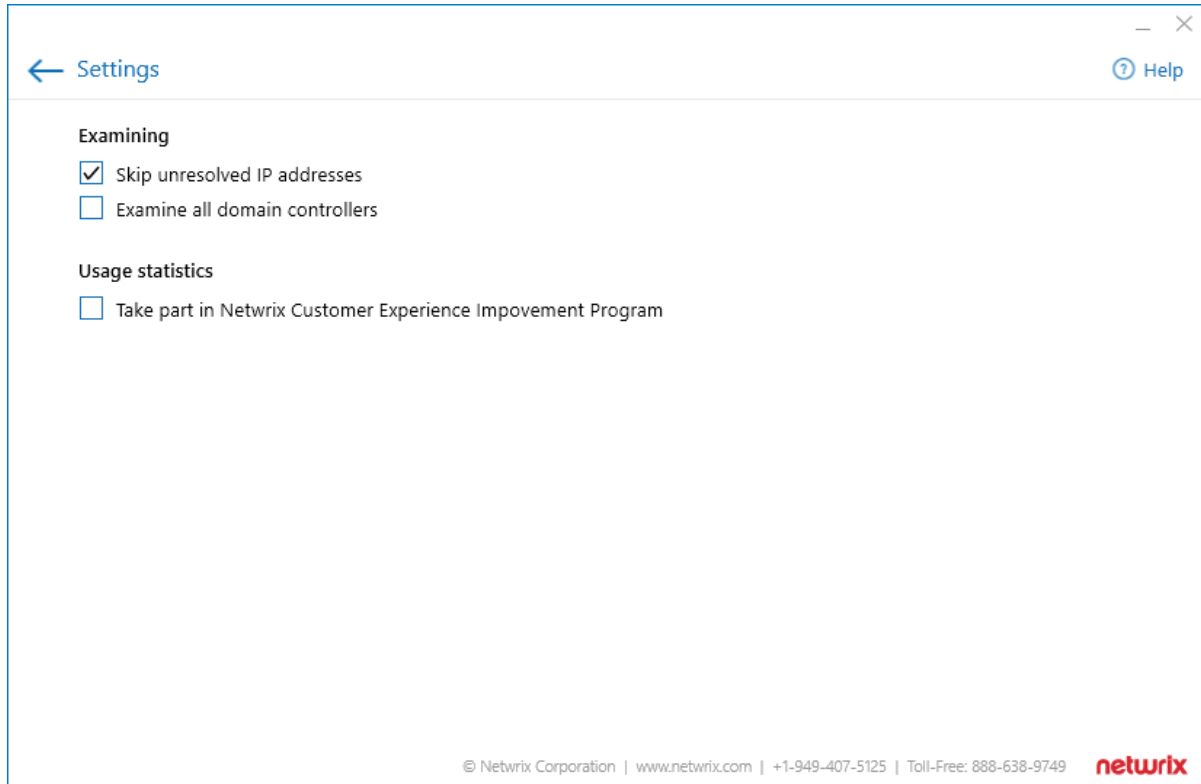 Settings
Help
Examining
Skip unresolved IP addresses
Examine all domain controllers
Usage statistics
Take part in Netwrix Customer Experience Impovement Program
© Netwrix Corporation | www.netwrix.com | +1-949-407-5125 | Toll-Free: 888-638-9749 netwrix